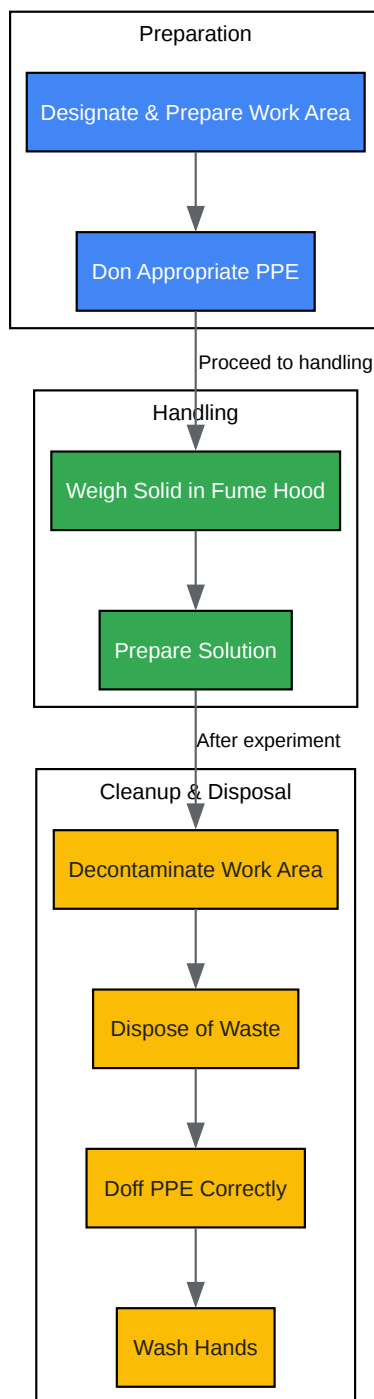 Preparation
Designate & Prepare Work Area
Don Appropriate PPE
Proceed to handling
Handling
Weigh Solid in Fume Hood
Prepare Solution
After experiment
Cleanup & Disposal
Decontaminate Work Area
Dispose of Waste
Doff PPE Correctly
Wash Hands